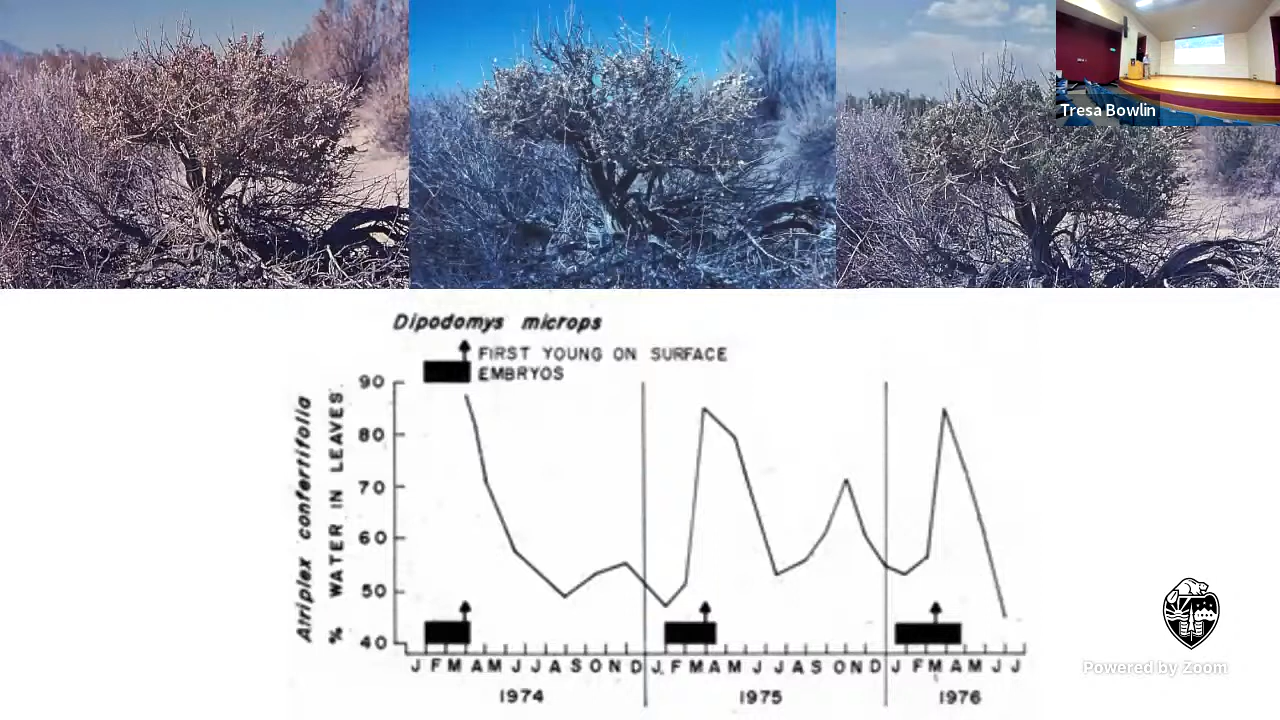 Tresa Bowlin
Dipodomys microps
FIRST YOUNG ON SURFACE
EMBRYOS
Atriplex confertifolia
% WATER IN LEAVES
90
80
70
60
50
40
J F M A M J J A S O N D J F M A M J J A S O N D J F M A M J J
1974 1975 1976
Powered by Zoom